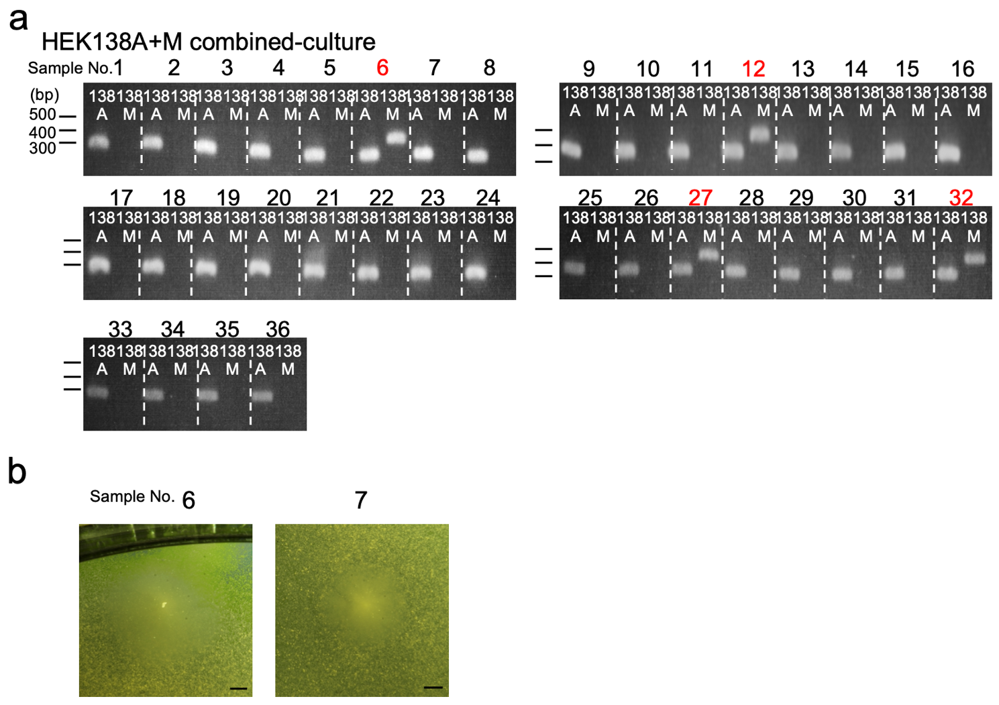 a
HEK138A+M combined-culture
Sample No.1 2 3 4 5 6 7 8
(bp)
500
400
300
138 138 138 138 138 138 138 138 138 138 138 138 138 138 138 138
A M A M A M A M A M A M A M A M
9 10 11 12 13 14 15 16
138 138 138 138 138 138 138 138 138 138 138 138 138 138 138 138
A M A M A M A M A M A M A M A M
17 18 19 20 21 22 23 24
138 138 138 138 138 138 138 138 138 138 138 138 138 138 138 138
A M A M A M A M A M A M A M A M
25 26 27 28 29 30 31 32
138 138 138 138 138 138 138 138 138 138 138 138 138 138 138 138
A M A M A M A M A M A M A M A M
33 34 35 36
138 138 138 138 138 138 138 138
A M A M A M A M
b
Sample No. 6 7